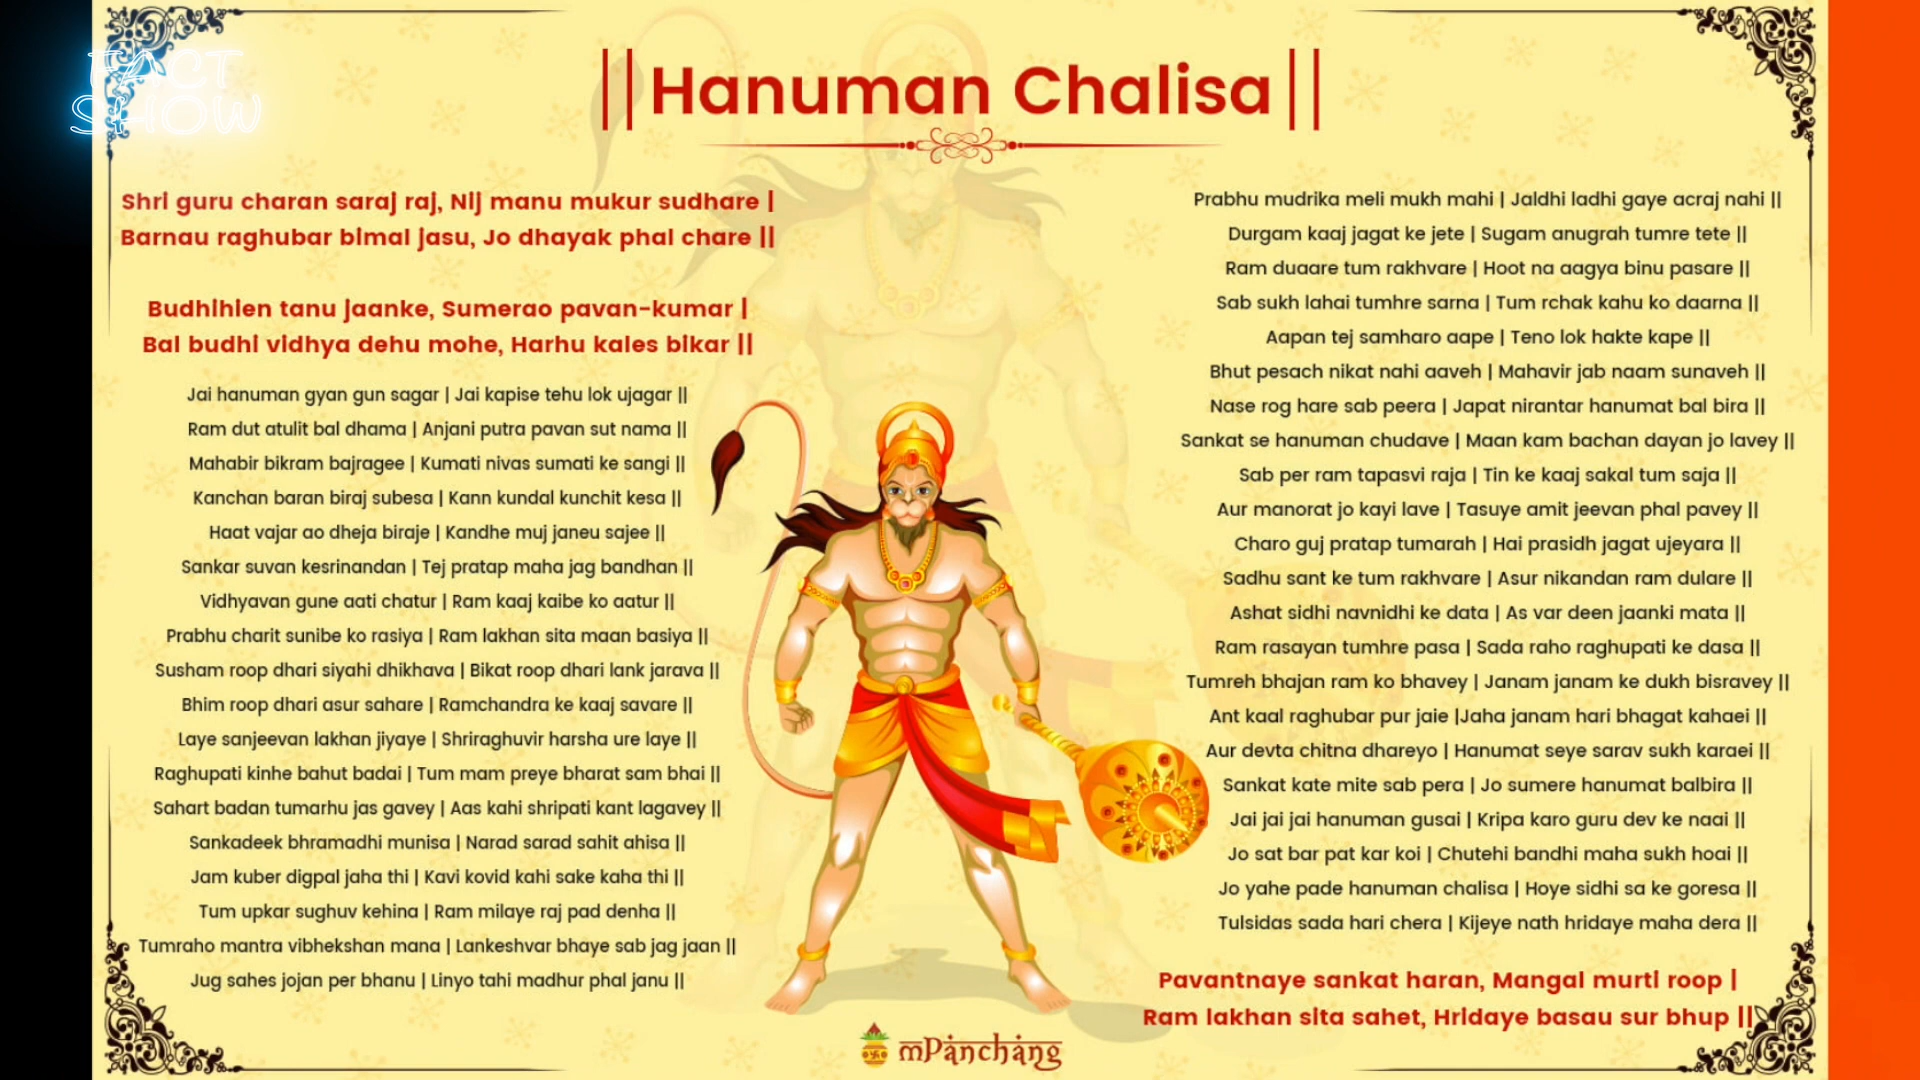 FACT
SHOW
|| Hanuman Chalisa ||
Shri guru charan saraj raj, Nij manu mukur sudhare |
Barnau raghubar bimal jasu, Jo dhayak phal chare ||
Budhihien tanu jaanke, Sumerao pavan-kumar |
Bal budhi vidhya dehu mohe, Harhu kales bikar ||
Jai hanuman gyan gun sagar | Jai kapise tehu lok ujagar ||
Ram dut atulit bal dhama | Anjani putra pavan sut nama ||
Mahabir bikram bajragee | Kumati nivas sumati ke sangi ||
Kanchan baran biraj subesa | Kann kundal kunchit kesa ||
Haat vajar ao dheja biraje | Kandhe muj janeu sajee ||
Sankar suvan kesrinandan | Tej pratap maha jag bandhan ||
Vidhyavan gune aati chatur | Ram kaaj kaibe ko aatur ||
Prabhu charit sunibe ko rasiya | Ram lakhan sita maan basiya ||
Susham roop dhari siyahi dhikhava | Bikat roop dhari lank jarava ||
Bhim roop dhari asur sahare | Ramchandra ke kaaj savare ||
Laye sanjeevan lakhan jiyaye | Shriraghuvir harsha ure laye ||
Raghupati kinhe bahut badai | Tum mam preye bharat sam bhai ||
Sahart badan tumarhu jas gavey | Aas kahi shripati kant lagavey ||
Sankadeek bhramadhi munisa | Narad sarad sahit ahisa ||
Jam kuber digpal jaha thi | Kavi kovid kahi sake kaha thi ||
Tum upkar sughuv kehina | Ram milaye raj pad denha ||
Tumraho mantra vibhekshan mana | Lankeshvar bhaye sab jag jaan ||
Jug sahes jojan per bhanu | Linyo tahi madhur phal janu ||
Prabhu mudrika meli mukh mahi | Jaldhi ladhi gaye acraj nahi ||
Durgam kaaj jagat ke jete | Sugam anugrah tumre tete ||
Ram duaare tum rakhvare | Hoot na aagya binu pasare ||
Sab sukh lahai tumhre sarna | Tum rchak kahu ko daarna ||
Aapan tej samharo aape | Teno lok hakte kape ||
Bhut pesach nikat nahi aaveh | Mahavir jab naam sunaveh ||
Nase rog hare sab peera | Japat nirantar hanumat bal bira ||
Sankat se hanuman chudave | Maan kam bachan dayan jo lavey ||
Sab per ram tapasvi raja | Tin ke kaaj sakal tum saja ||
Aur manorat jo kayi lave | Tasuye amit jeevan phal pavey ||
Charo guj pratap tumarah | Hai prasidh jagat ujeyara ||
Sadhu sant ke tum rakhvare | Asur nikandan ram dulare ||
Ashat sidhi navnidhi ke data | As var deen jaanki mata ||
Ram rasayan tumhre pasa | Sada raho raghupati ke dasa ||
Tumreh bhajan ram ko bhavey | Janam janam ke dukh bisravey ||
Ant kaal raghubar pur jaie |Jaha janam hari bhagat kahaei ||
Aur devta chitna dhareyo | Hanumat seye sarav sukh karaei ||
Sankat kate mite sab pera | Jo sumere hanumat balbira ||
Jai jai jai hanuman gusai | Kripa karo guru dev ke naai ||
Jo sat bar pat kar koi | Chutehi bandhi maha sukh hoai ||
Jo yahe pade hanuman chalisa | Hoye sidhi sa ke goresa ||
Tulsidas sada hari chera | Kijeye nath hridaye maha dera ||
Pavantnaye sankat haran, Mangal murti roop |
Ram lakhan sita sahet, Hridaye basau sur bhup ||
mPanchang